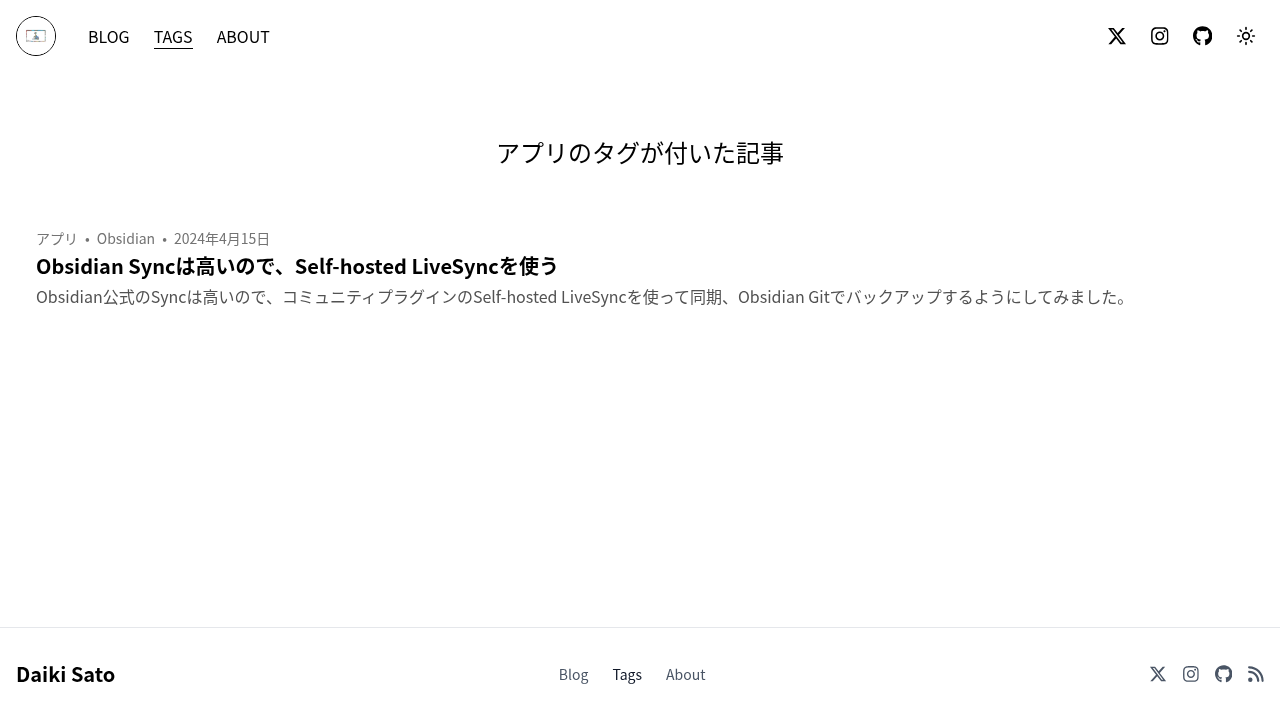 BLOG TAGS ABOUT
アプリのタグが付いた記事
アプリ • Obsidian • 2024年4月15日
Obsidian Syncは高いので、Self-hosted LiveSyncを使う
Obsidian公式のSyncは高いので、コミュニティプラグインのSelf-hosted LiveSyncを使って同期、Obsidian Gitでバックアップするようにしてみました。
Daiki Sato Blog Tags About